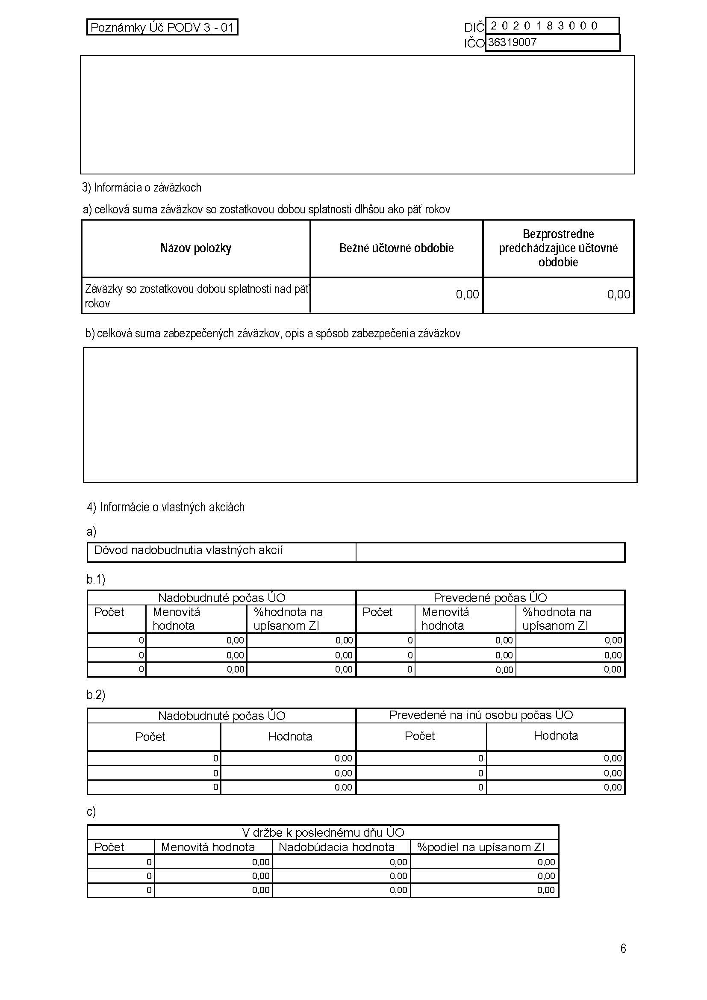 Poznámky Úč PODV 3 - 01
DIČ 2 0 2 0 1 8 3 0 0 0
IČO 36319007
3) Informácia o záväzkoch
a) celková suma záväzkov so zostatkovou dobou splatnosti dlhšou ako päť rokov
Názov položky Bežné účtovné obdobie Bezprostredne
predchádzajúce účtovné
obdobie
Záväzky so zostatkovou dobou splatnosti nad päť
rokov 0,00 0,00
b) celková suma zabezpečených záväzkov, opis a spôsob zabezpečenia záväzkov
4) Informácie o vlastných akciách
a)
Dôvod nadobudnutia vlastných akcií
b.1)
Nadobudnuté počas ÚO Prevedené počas ÚO
Počet Menovitá %hodnota na Počet Menovitá %hodnota na
hodnota upísanom ZI hodnota upísanom ZI
0 0,00 0,00 0 0,00 0,00
0 0,00 0,00 0 0,00 0,00
0 0,00 0,00 0 0,00 0,00
b.2)
Nadobudnuté počas ÚO Prevedené na inú osobu počas ÚO
Počet Hodnota Počet Hodnota
0 0,00 0 0,00
0 0,00 0 0,00
0 0,00 0 0,00
c)
V držbe k poslednému dňu ÚO
Počet Menovitá hodnota Nadobúdacia hodnota %podiel na upísanom ZI
0 0,00 0,00 0,00
0 0,00 0,00 0,00
0 0,00 0,00 0,00
6